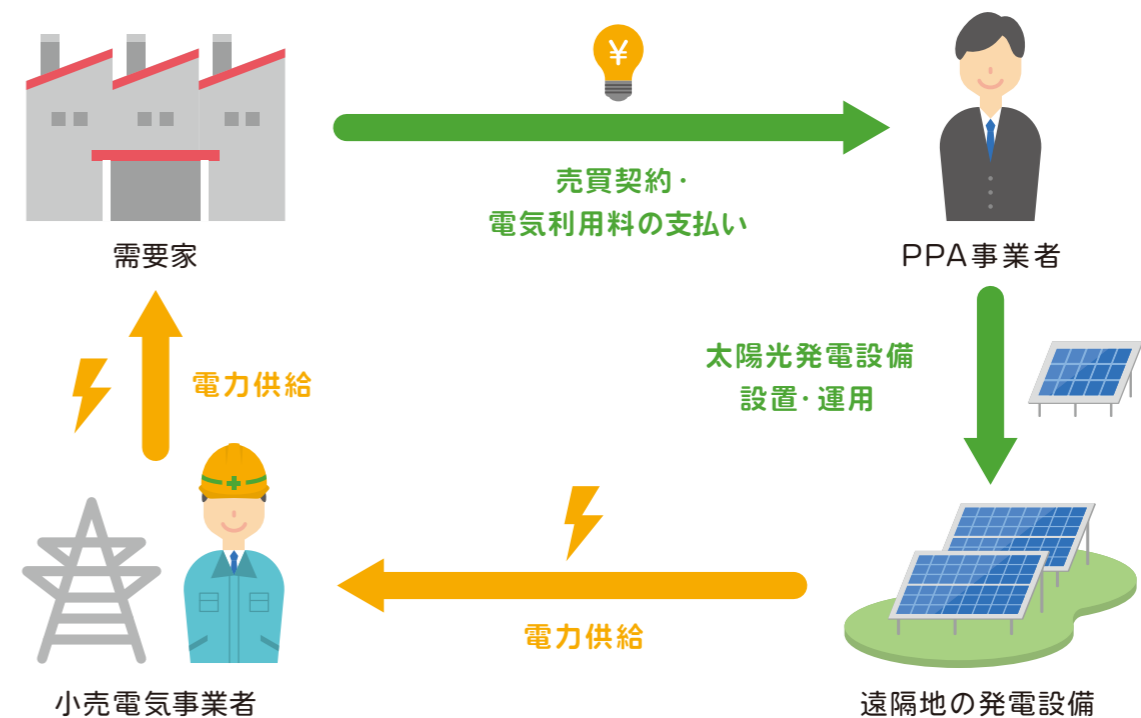 ¥
売買契約・
電気利用料の支払い
需要家
PPA事業者
電力供給
太陽光発電設備
設置・運用
電力供給
小売電気事業者
遠隔地の発電設備